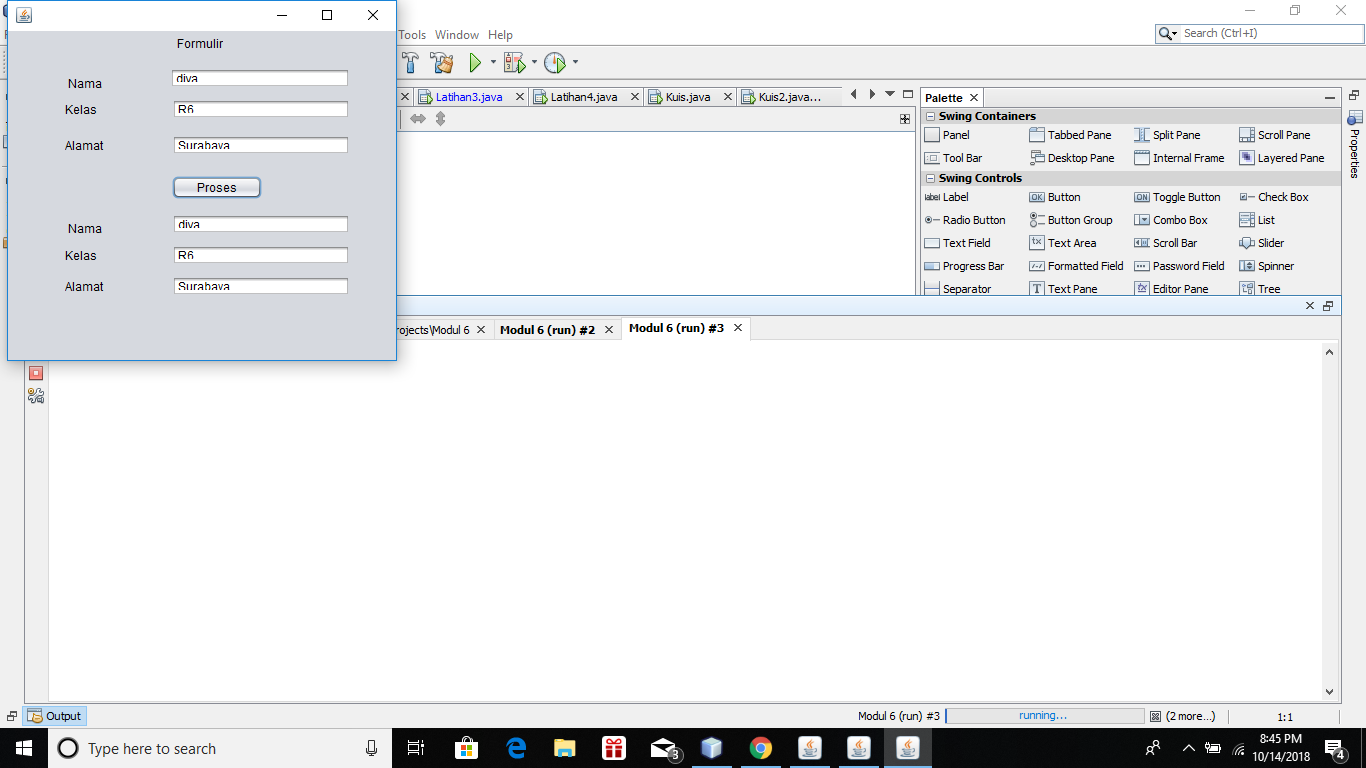 Formulir
Nama diva
Kelas R6
Alamat Surabaya
Proses
Nama diva
Kelas R6
Alamat Surabaya
Tools Window Help
Search (Ctrl+I)
Latihan3.java Latihan4.java Kuis.java Kuis2.java...
Palette
Swing Containers
Panel Tabbed Pane Split Pane Scroll Pane
Tool Bar Desktop Pane Internal Frame Layered Pane
Swing Controls
label Label OK Button ON Toggle Button Check Box
Radio Button Button Group Combo Box List
Text Field Text Area Scroll Bar Slider
Progress Bar Formatted Field Password Field Spinner
Separator Text Pane Editor Pane Tree
Properties
rojects\Modul 6 Modul 6 (run) #2 Modul 6 (run) #3
Output
Modul 6 (run) #3 running... (2 more...) 1:1
Type here to search
3
8:45 PM
10/14/2018
4